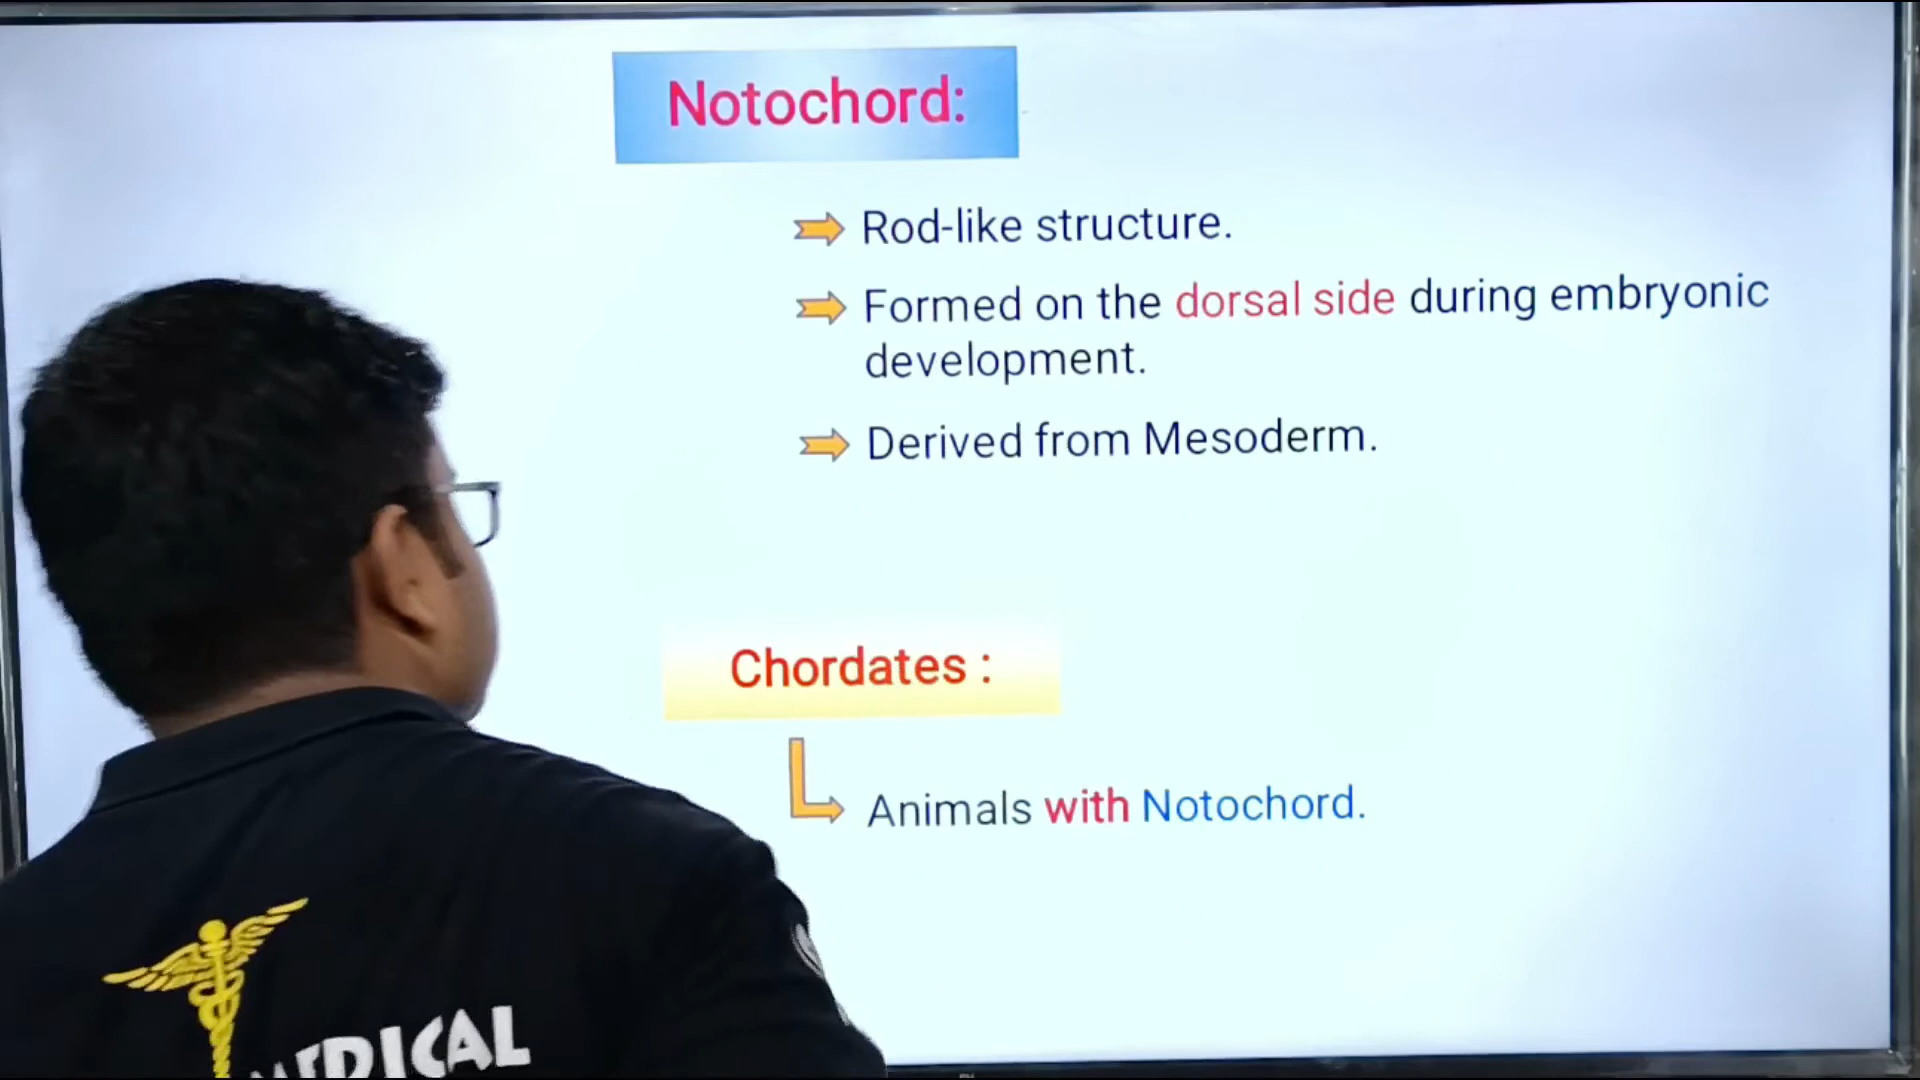 Notochord:
Rod-like structure.
Formed on the dorsal side during embryonic
development.
Derived from Mesoderm.
Chordates :
Animals with Notochord.
MEDICAL